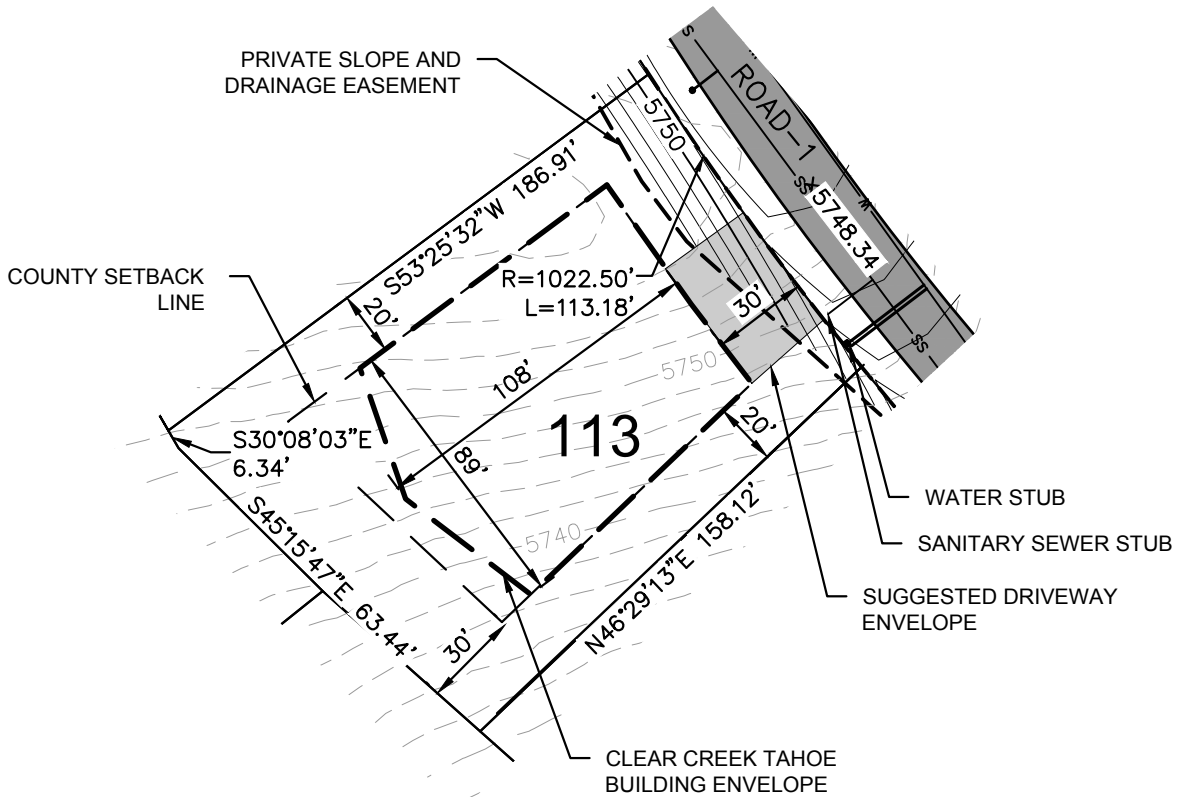 PRIVATE SLOPE AND
DRAINAGE EASEMENT
S
ROAD-1
5750
W
SS
×5748.34
S53°25'32"W 186.91'
COUNTY SETBACK
LINE
20'
R=1022.50'
L=113.18'
30'
SS
108'
5750
113
20'
S30°08'03"E
6.34'
89'
S45°15'47"E 63.44'
5740
N46°29'13"E 158.12'
WATER STUB
SANITARY SEWER STUB
SUGGESTED DRIVEWAY
ENVELOPE
30'
CLEAR CREEK TAHOE
BUILDING ENVELOPE